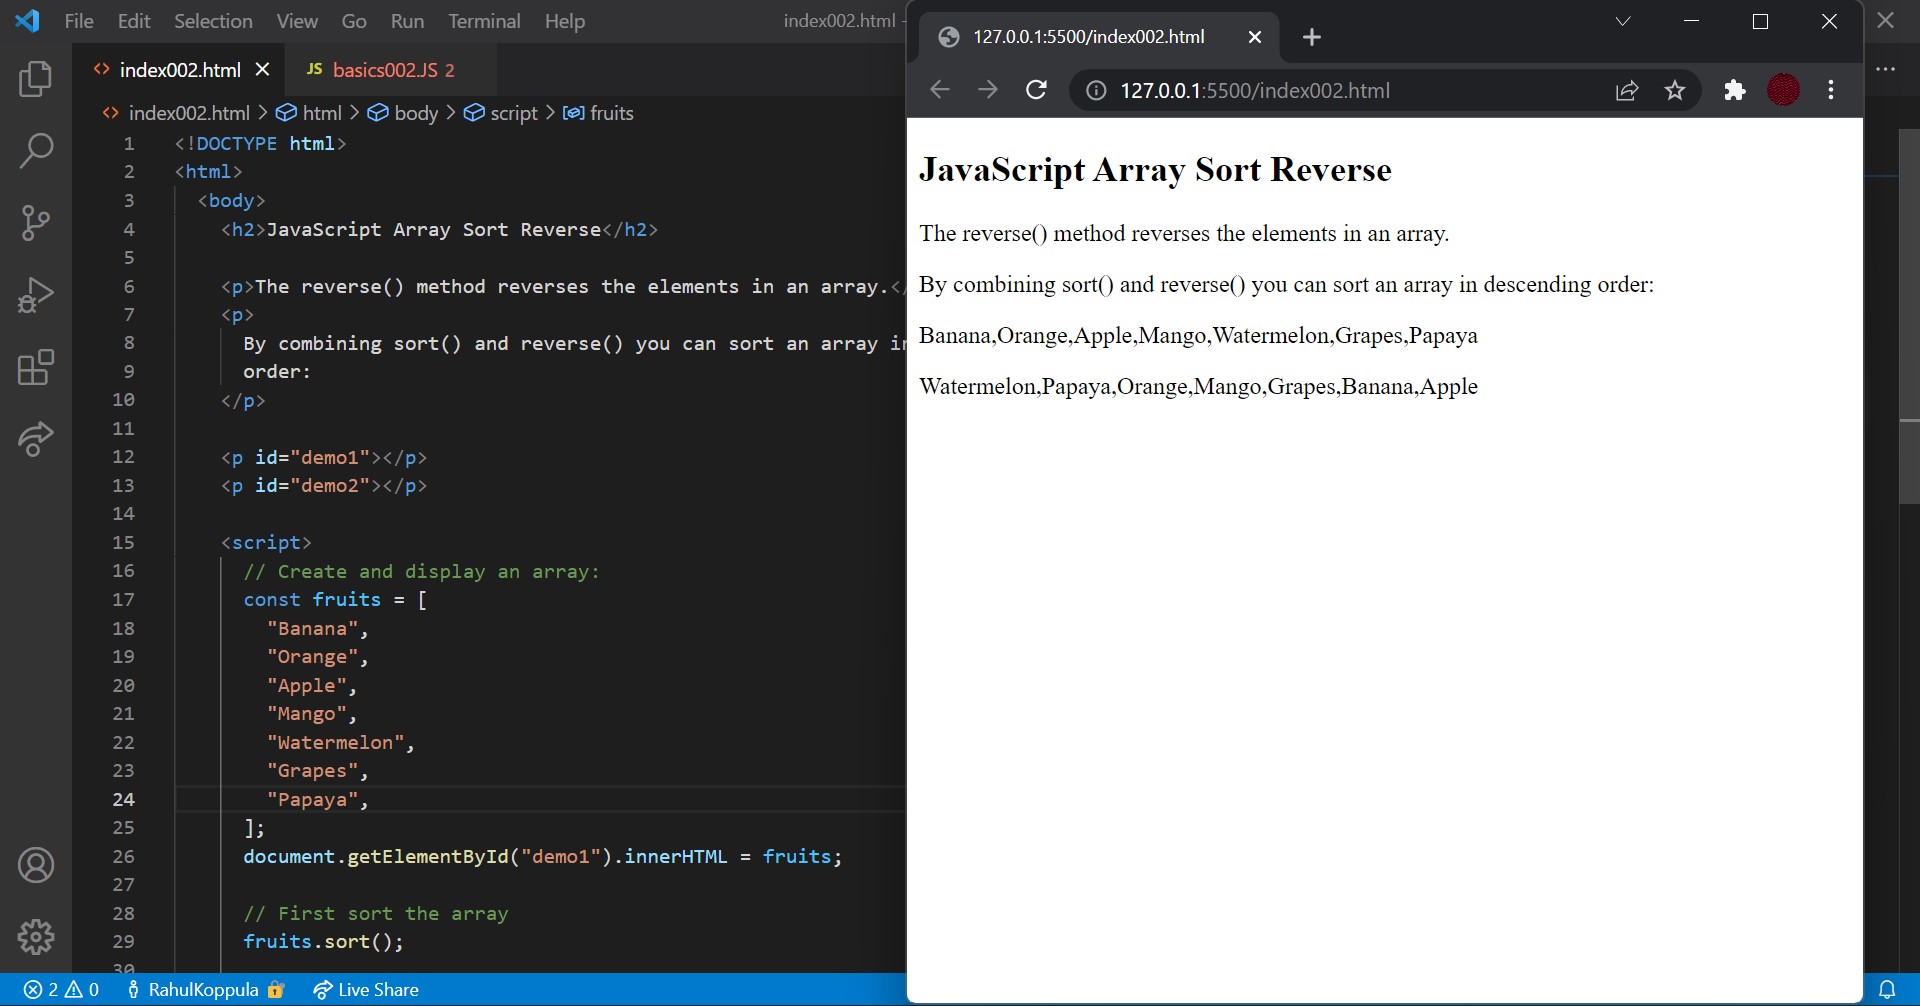 File Edit Selection View Go Run Terminal Help index002.html -
index002.html JS basics002.JS 2
index002.html > html > body > script > fruits
1 <!DOCTYPE html>
2 <html>
3 <body>
4 <h2>JavaScript Array Sort Reverse</h2>
5
6 <p>The reverse() method reverses the elements in an array.</
7 <p>
8 By combining sort() and reverse() you can sort an array in
9 order:
10 </p>
11
12 <p id="demo1"></p>
13 <p id="demo2"></p>
14
15 <script>
16 // Create and display an array:
17 const fruits = [
18 "Banana",
19 "Orange",
20 "Apple",
21 "Mango",
22 "Watermelon",
23 "Grapes",
24 "Papaya",
25 ];
26 document.getElementById("demo1").innerHTML = fruits;
27
28 // First sort the array
29 fruits.sort();
30
2 0 RahulKoppula Live Share
127.0.0.1:5500/index002.html
127.0.0.1:5500/index002.html
JavaScript Array Sort Reverse
The reverse() method reverses the elements in an array.
By combining sort() and reverse() you can sort an array in descending order:
Banana,Orange,Apple,Mango,Watermelon,Grapes,Papaya
Watermelon,Papaya,Orange,Mango,Grapes,Banana,Apple